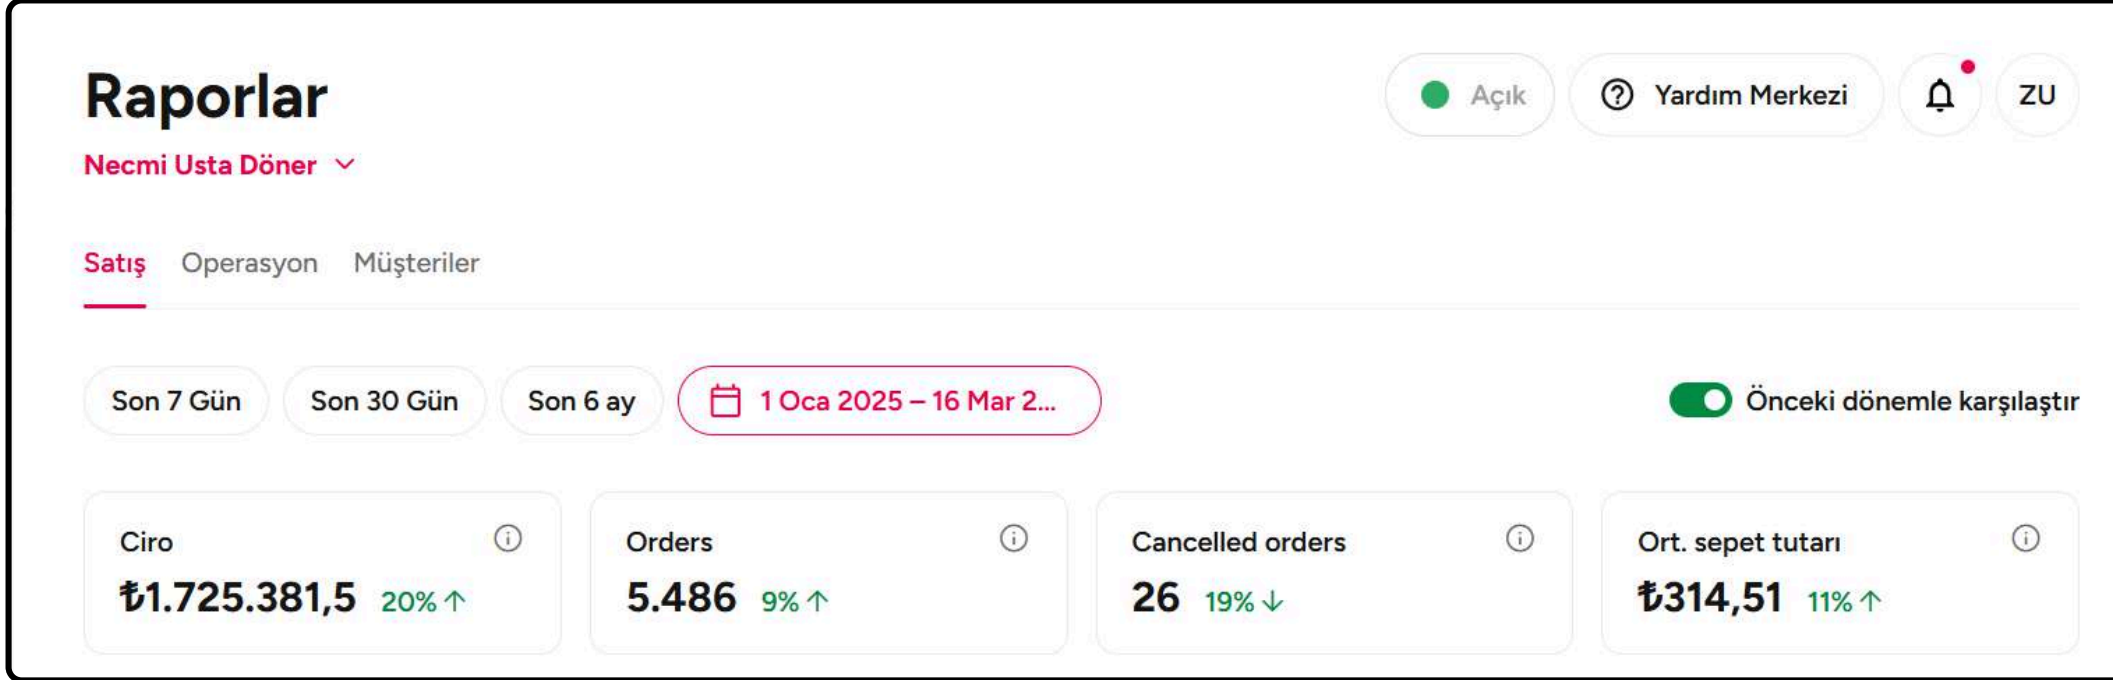 Raporlar
Açık
Yardım Merkezi
ZU
Necmi Usta Döner
Satış Operasyon Müşteriler
Son 7 Gün Son 30 Gün Son 6 ay 1 Oca 2025 – 16 Mar 2... Önceki dönemle karşılaştır
Ciro
₺1.725.381,5 20% ↑
Orders
5.486 9% ↑
Cancelled orders
26 19% ↓
Ort. sepet tutarı
₺314,51 11% ↑